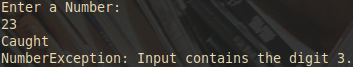 Enter a Number:
23
Caught
NumberException: Input contains the digit 3.